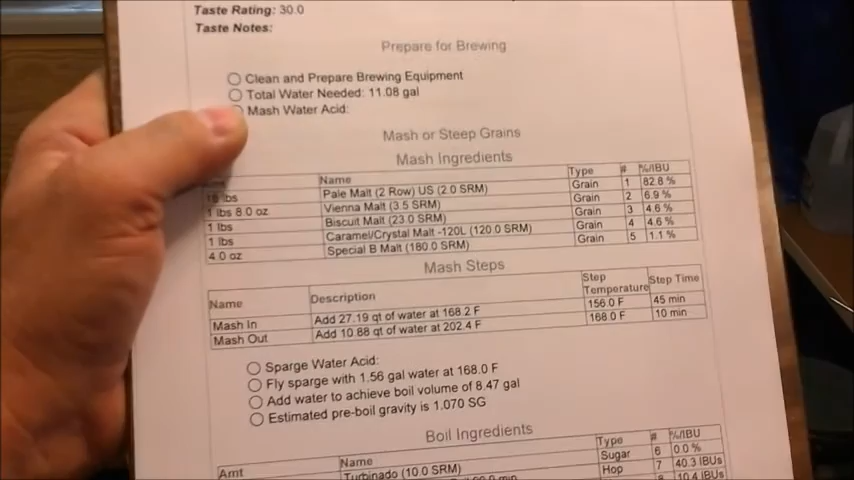 Taste Rating: 30.0
Taste Notes:
Prepare for Brewing
Clean and Prepare Brewing Equipment
Total Water Needed: 11.08 gal
Mash Water Acid:
Mash or Steep Grains
Mash Ingredients
Name Type # %/IBU
lbs Pale Malt (2 Row) US (2.0 SRM) Grain 1 82.8 %
1 lbs 8.0 oz Vienna Malt (3.5 SRM) Grain 2 6.9 %
1 lbs Biscuit Malt (23.0 SRM) Grain 3 4.6 %
1 lbs Caramel/Crystal Malt -120L (120.0 SRM) Grain 4 4.6 %
4.0 oz Special B Malt (180.0 SRM) Grain 5 1.1 %
Mash Steps
Name Description Step Temperature Step Time
Mash In Add 27.19 qt of water at 168.2 F 156.0 F 45 min
Mash Out Add 10.88 qt of water at 202.4 F 168.0 F 10 min
Sparge Water Acid:
Fly sparge with 1.56 gal water at 168.0 F
Add water to achieve boil volume of 8.47 gal
Estimated pre-boil gravity is 1.070 SG
Boil Ingredients
Amt Name Type # %/IBU
Turbinado (10.0 SRM) Sugar 6 0.0 %
Hop 7 40.3 IBUs
8 10.4 IBUs